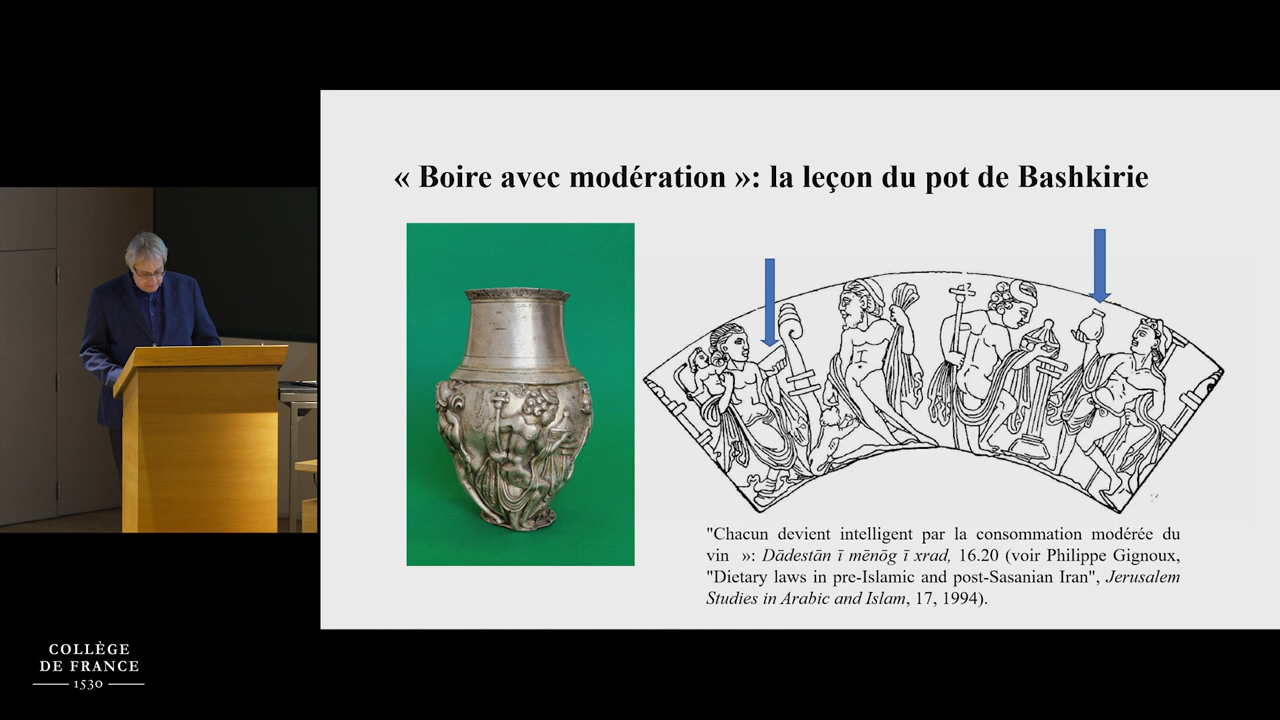 « Boire avec modération »: la leçon du pot de Bashkirie
"Chacun devient intelligent par la consommation modérée du
vin »: Dādestān ī mēnōg ī xrad, 16.20 (voir Philippe Gignoux,
"Dietary laws in pre-Islamic and post-Sasanian Iran", Jerusalem
Studies in Arabic and Islam, 17, 1994).
COLLÈGE
DE FRANCE
1530